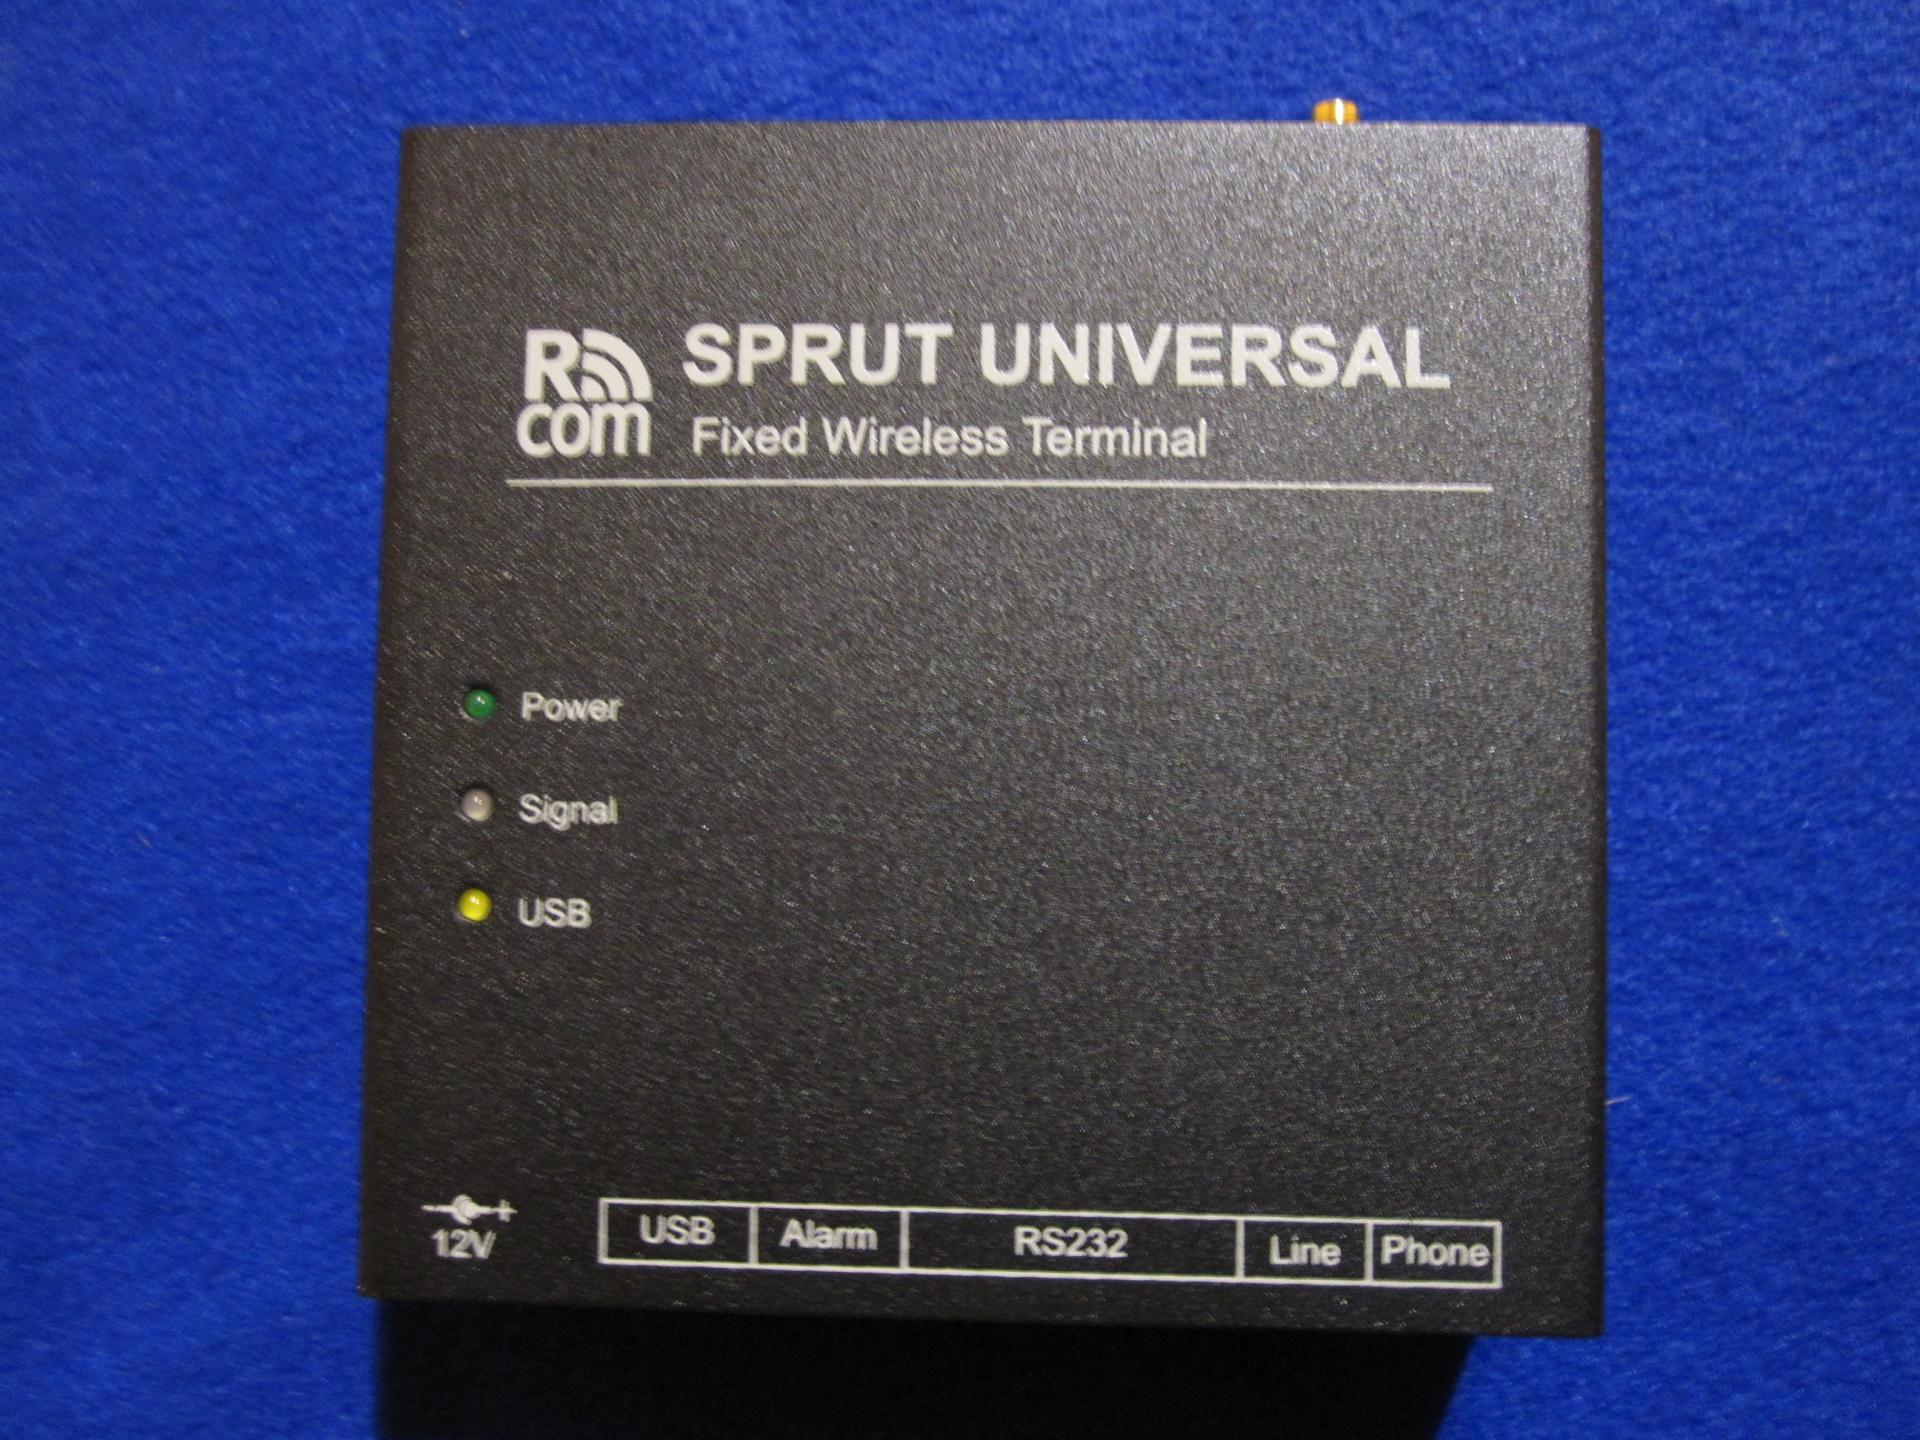 R
com
SPRUT UNIVERSAL
Fixed Wireless Terminal
Power
Signal
USB
12V
USB
Alarm
RS232
Line
Phone